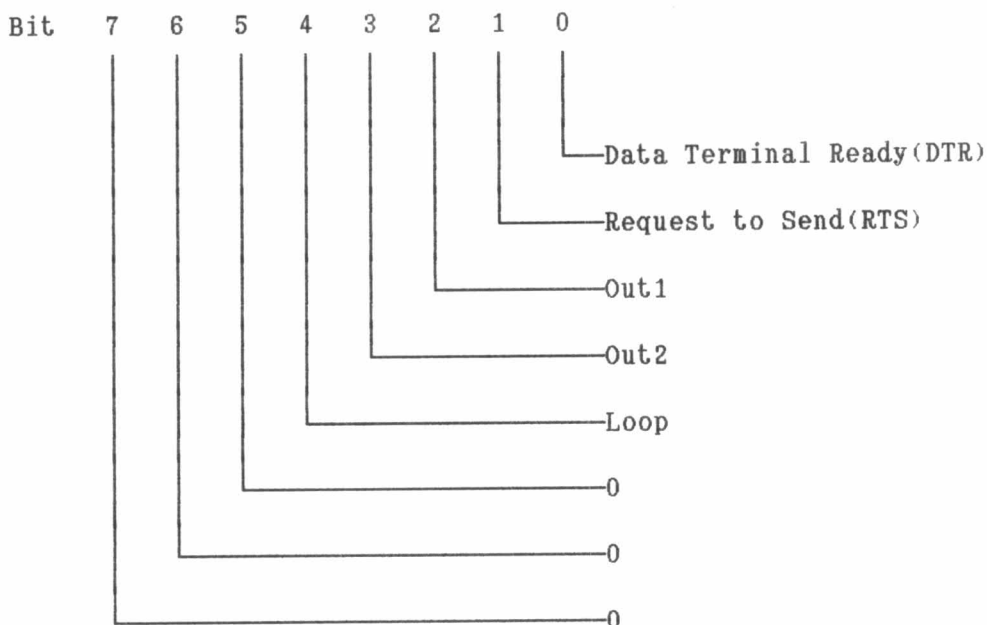 Bit 7 6 5 4 3 2 1 0
Data Terminal Ready(DTR)
Request to Send(RTS)
Out1
Out2
Loop
0
0
0